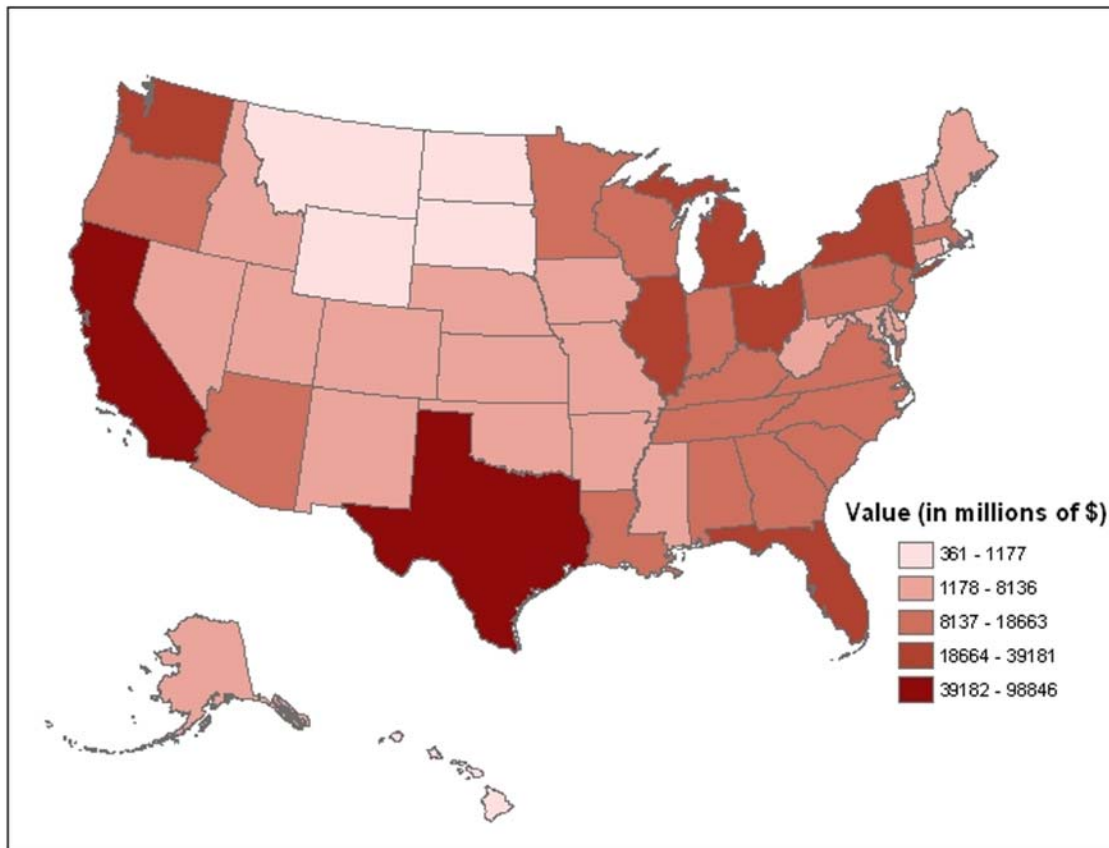 Value (in millions of $)
361 - 1177
1178 - 8136
8137 - 18663
18664 - 39181
39182 - 98846